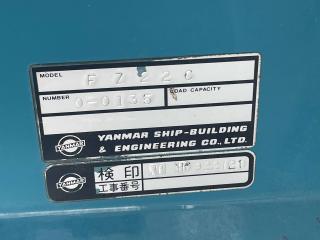 MODEL FZ22C
NUMBER 0-0135 LOAD CAPACITY
YANMAR YANMAR SHIP-BUILDING
& ENGINEERING CO., LTD.
YANMAR 検印
工事番号